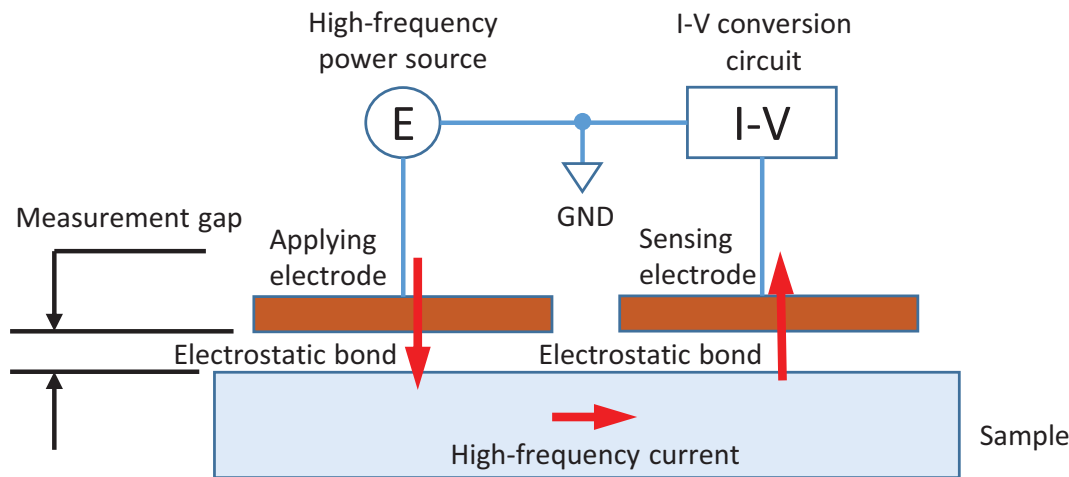 High-frequency
power source
I-V conversion
circuit
E
I-V
GND
Measurement gap
Applying
electrode
Sensing
electrode
Electrostatic bond
Electrostatic bond
High-frequency current
Sample